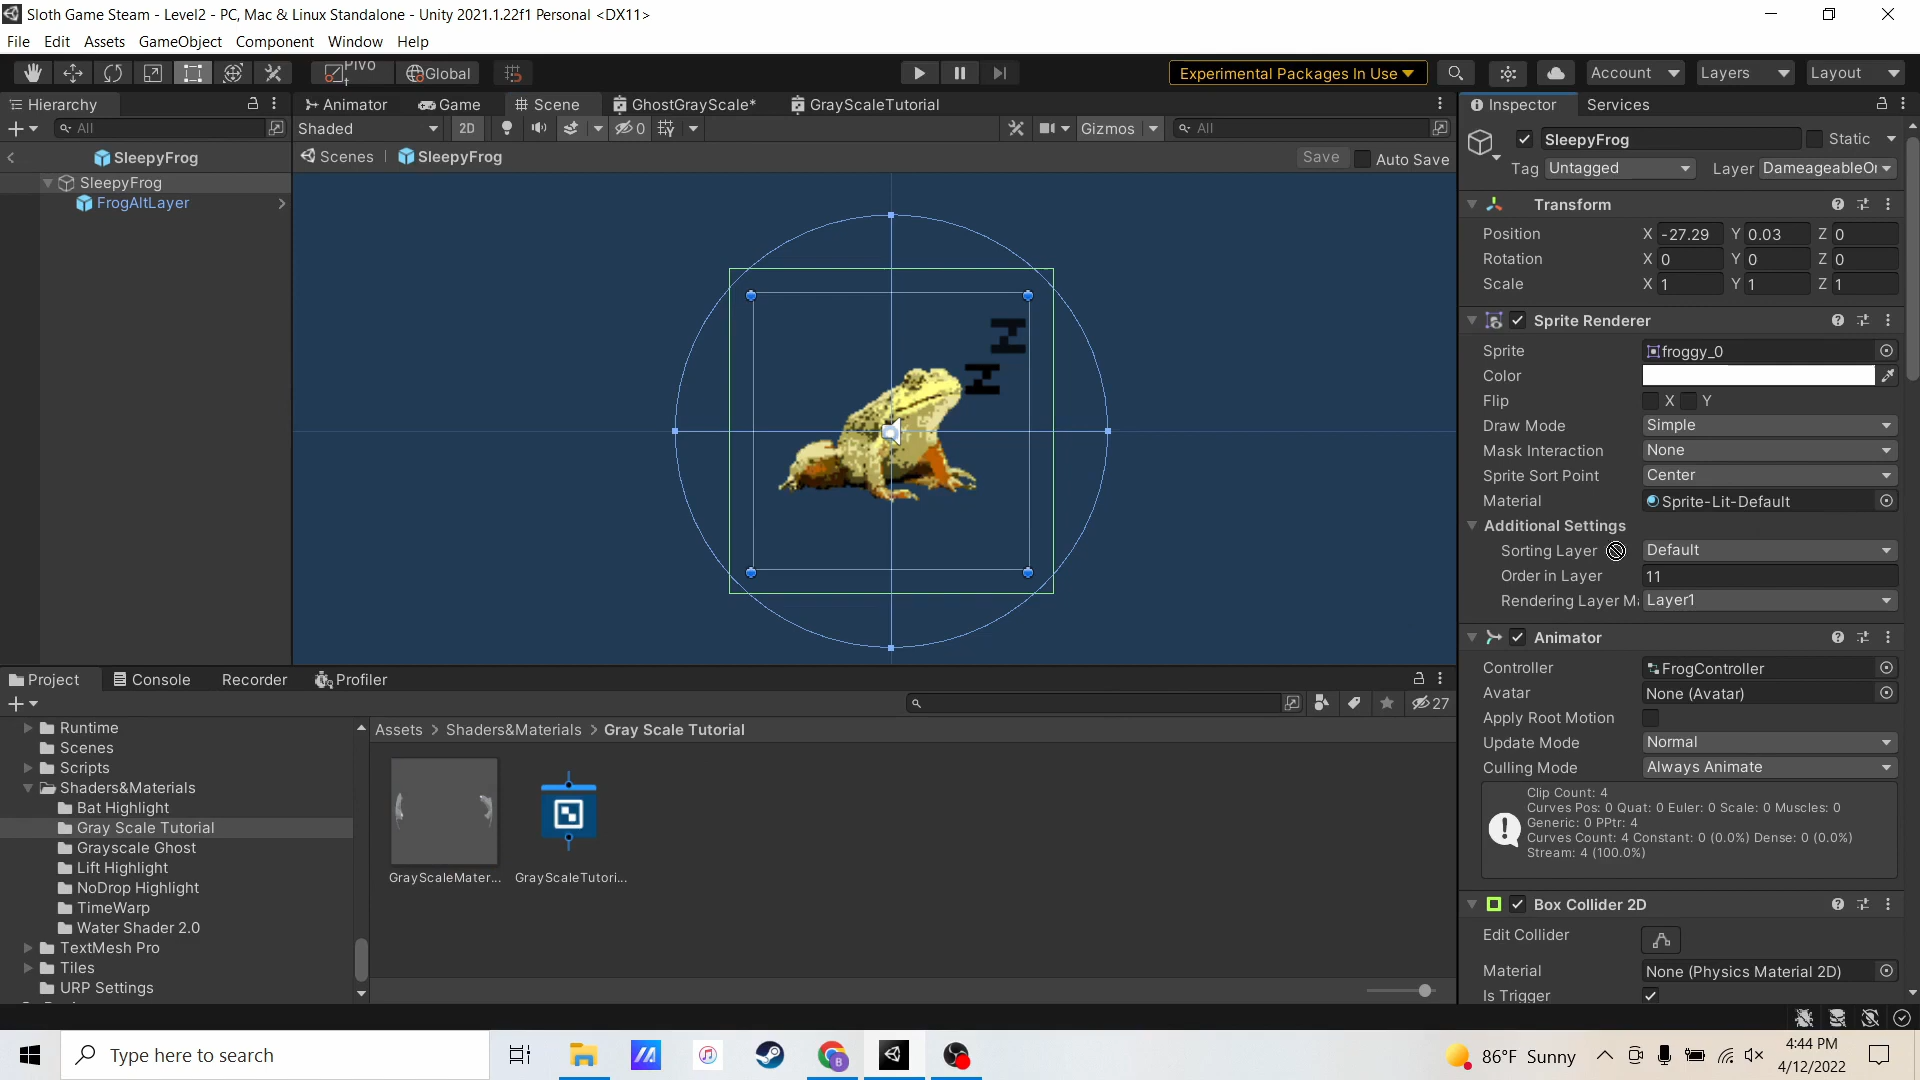 Sloth Game Steam - Level2 - PC, Mac & Linux Standalone - Unity 2021.1.22f1 Personal <DX11>
File Edit Assets GameObject Component Window Help
Pivot Global Experimental Packages In Use Account Layers Layout
Hierarchy Animator Game Scene GhostGrayScale* GrayScaleTutorial Inspector Services
All Shaded 2D 0 Gizmos All
SleepyFrog Static
Tag Untagged Layer DameageableO
SleepyFrog Scenes SleepyFrog Save Auto Save
SleepyFrog
FrogAltLayer
Transform
Position X -27.29 Y 0.03 Z 0
Rotation X 0 Y 0 Z 0
Scale X 1 Y 1 Z 1
Sprite Renderer
Sprite froggy_0
Color
Flip X Y
Draw Mode Simple
Mask Interaction None
Sprite Sort Point Center
Material Sprite-Lit-Default
Additional Settings
Sorting Layer Default
Order in Layer 11
Rendering Layer M Layer1
Animator
Controller FrogController
Avatar None (Avatar)
Apply Root Motion
Update Mode Normal
Culling Mode Always Animate
Clip Count: 4
Curves Pos: 0 Quat: 0 Euler: 0 Scale: 0 Muscles: 0
Generic: 0 PPtr: 4
Curves Count: 4 Constant: 0 (0.0%) Dense: 0 (0.0%)
Stream: 4 (100.0%)
Box Collider 2D
Edit Collider
Material None (Physics Material 2D)
Is Trigger
Z
Z
Project Console Recorder Profiler
27
Runtime
Scenes
Scripts
Shaders&Materials
Bat Highlight
Gray Scale Tutorial
Grayscale Ghost
Lift Highlight
NoDrop Highlight
TimeWarp
Water Shader 2.0
TextMesh Pro
Tiles
URP Settings
Assets > Shaders&Materials > Gray Scale Tutorial
GrayScaleMater... GrayScaleTutori...
Type here to search
86°F Sunny
4:44 PM
4/12/2022